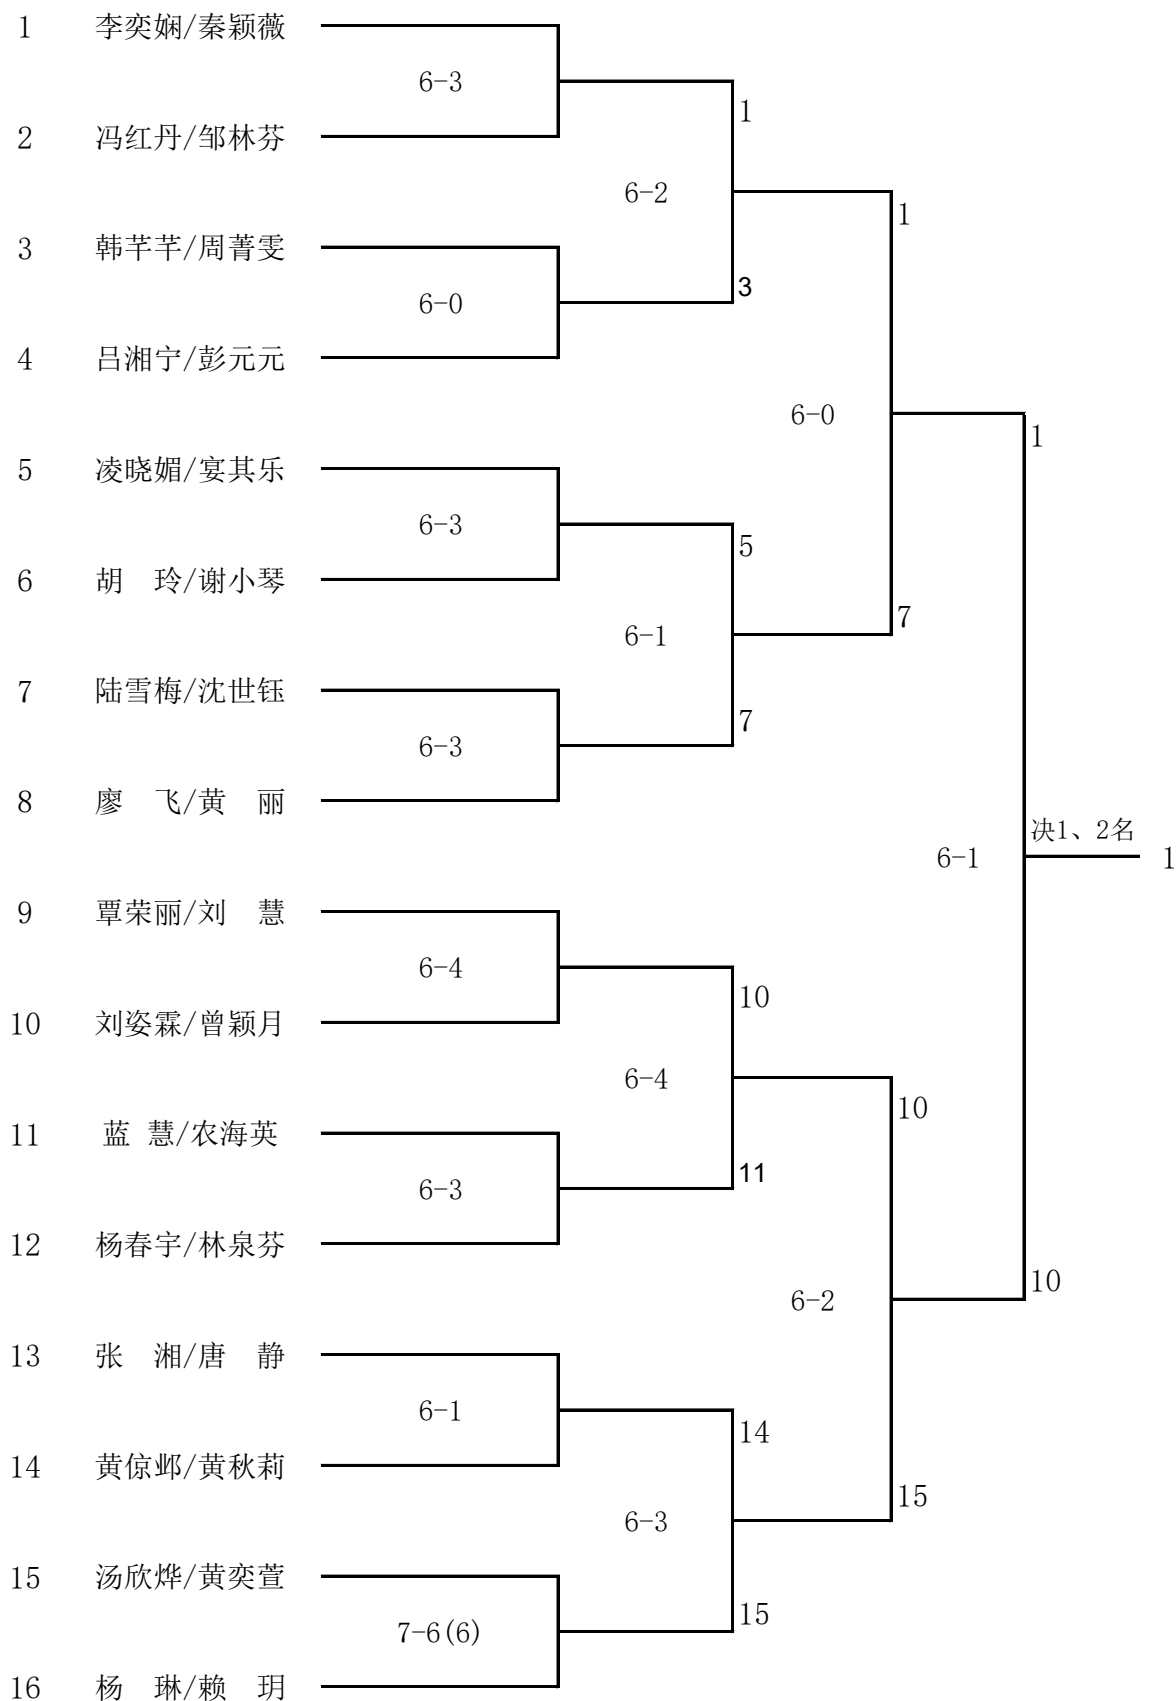 1 李奕娴/秦颖薇
6-3
1
2 冯红丹/邹林芬
6-2
1
3 韩芊芊/周菁雯
3
6-0
4 吕湘宁/彭元元
6-0
1
5 凌晓媚/宴其乐
6-3
5
6 胡 玲/谢小琴
7
6-1
7 陆雪梅/沈世钰
7
6-3
8 廖 飞/黄 丽
决1、2名
6-1 1
9 覃荣丽/刘 慧
6-4
10
10 刘姿霖/曾颖月
6-4
10
11 蓝 慧/农海英
11
6-3
12 杨春宇/林泉芬
10
6-2
13 张 湘/唐 静
6-1
14
14 黄倞邺/黄秋莉
15
6-3
15 汤欣烨/黄奕萱
15
7-6(6)
16 杨 琳/赖 玥